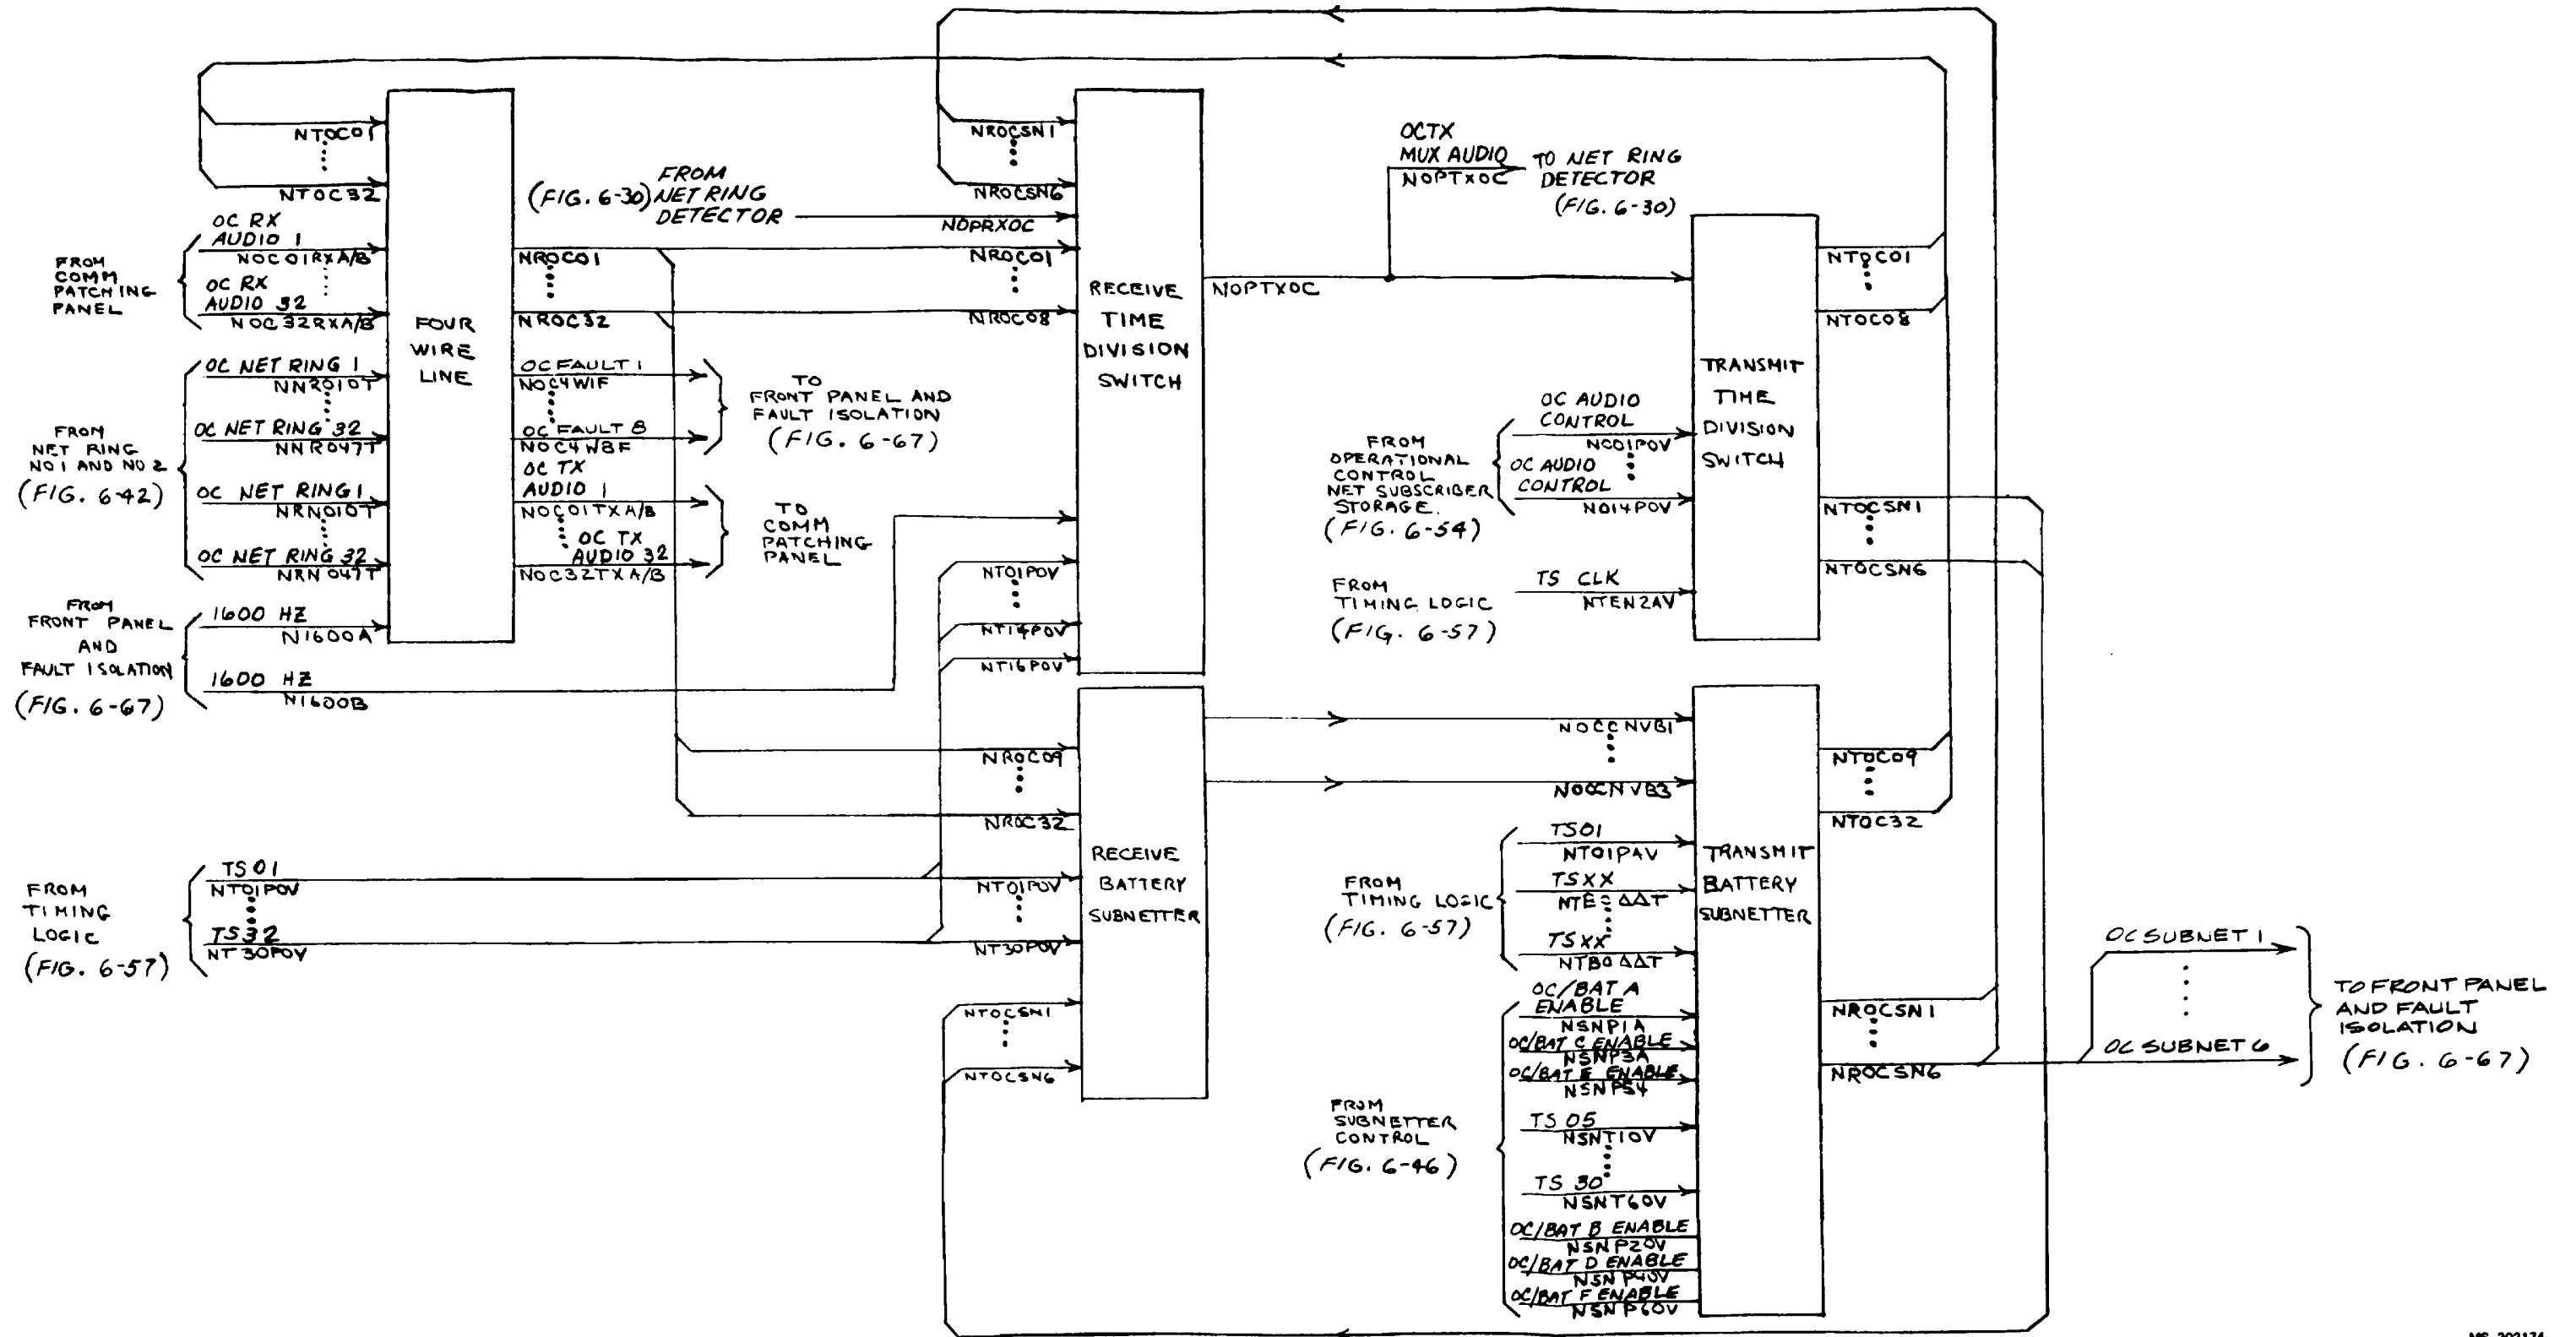 NTOC01
NTOC32
OC RX
AUDIO 1
NOC01RXA/B
OC RX
AUDIO 32
NOC32RXA/B
FROM
COMM
PATCHING
PANEL
OC NET RING 1
NNR010T
OC NET RING 32
NNR047T
OC NET RING 1
NRN010T
OC NET RING 32
NRN047T
FROM
NET RING
NO 1 AND NO 2
(FIG. 6-42)
FROM
FRONT PANEL
AND
FAULT ISOLATION
(FIG. 6-67)
1600 HZ
N1600A
1600 HZ
N1600B
FOUR
WIRE
LINE
NROC01
NROC32
OC FAULT 1
NOC4W1F
OC FAULT 8
NOC4W8F
OC TX
AUDIO 1
NOC01TXA/B
OC TX
AUDIO 32
NOC32TXA/B
TO
FRONT PANEL AND
FAULT ISOLATION
(FIG. 6-67)
TO
COMM
PATCHING
PANEL
(FIG. 6-30)
FROM
NET RING
DETECTOR
NROCSN1
NROCSN6
NOPRXOC
NROC01
NROC08
NT01POV
NT14POV
NT16POV
RECEIVE
TIME
DIVISION
SWITCH
NOPTXOC
OCTX
MUX AUDIO
NOPTXOC
TO NET RING
DETECTOR
(FIG. 6-30)
FROM
OPERATIONAL
CONTROL
NET SUBSCRIBER
STORAGE.
(FIG. 6-54)
OC AUDIO
CONTROL
N001POV
OC AUDIO
CONTROL
N014POV
FROM
TIMING LOGIC
(FIG. 6-57)
TS CLK
NTEN2AV
TRANSMIT
TIME
DIVISION
SWITCH
NTOC01
NTOC08
NTOCSN1
NTOCSN6
FROM
TIMING
LOGIC
(FIG. 6-57)
TS01
NT01POV
TS32
NT30POV
NROC09
NROC32
NT01POV
NT30POV
NTOCSN1
NTOCSN6
RECEIVE
BATTERY
SUBNETTER
NOCCNVB1
NOCCNVB3
FROM
TIMING LOGIC
(FIG. 6-57)
TS01
NT01PAV
TSXX
TSXX
NTB0ΔΔT
FROM
SUBNETTER
CONTROL
(FIG. 6-46)
OC/BAT A
ENABLE
NSNP1A
OC/BAT C ENABLE
NSNP3A
OC/BAT E ENABLE
NSNP54
TS 05
NSNT10V
TS 30
NSNT60V
OC/BAT B ENABLE
NSNP20V
OC/BAT D ENABLE
NSNP40V
OC/BAT F ENABLE
NSNP60V
TRANSMIT
BATTERY
SUBNETTER
NTOC09
NTOC32
NROCSN1
NROCSN6
OC SUBNET 1
OC SUBNET 6
TO FRONT PANEL
AND FAULT
ISOLATION
(FIG. 6-67)
MS 202174